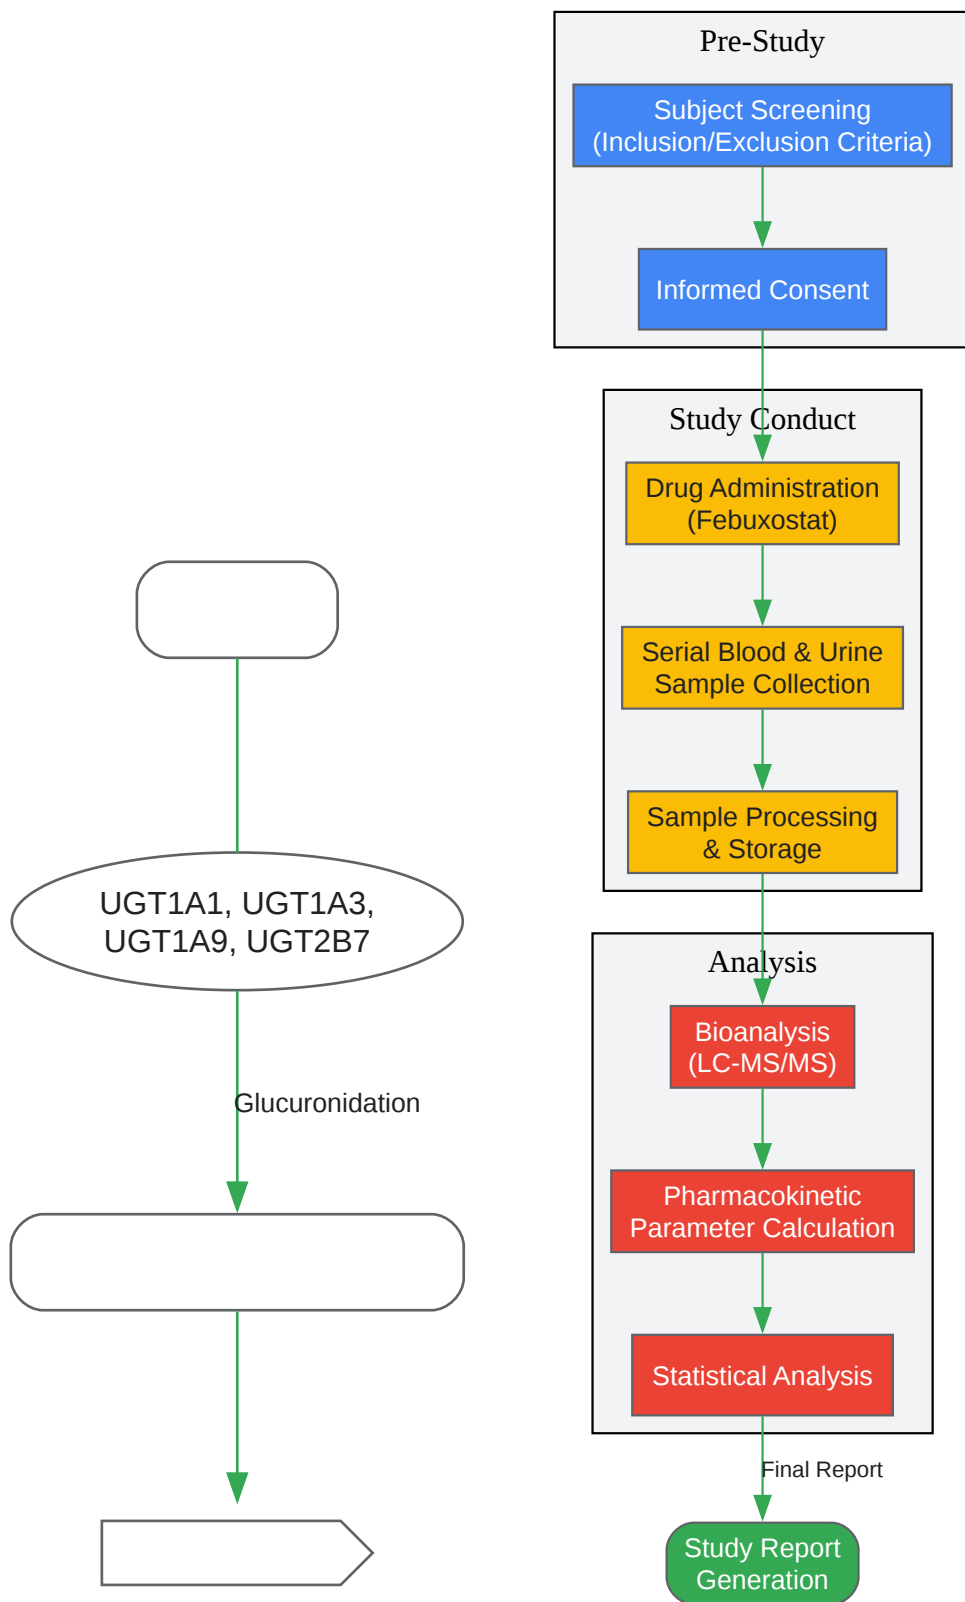 UGT1A1, UGT1A3,
UGT1A9, UGT2B7
Glucuronidation
Pre-Study
Subject Screening
(Inclusion/Exclusion Criteria)
Informed Consent
Study Conduct
Drug Administration
(Febuxostat)
Serial Blood & Urine
Sample Collection
Sample Processing
& Storage
Analysis
Bioanalysis
(LC-MS/MS)
Pharmacokinetic
Parameter Calculation
Statistical Analysis
Final Report
Study Report
Generation